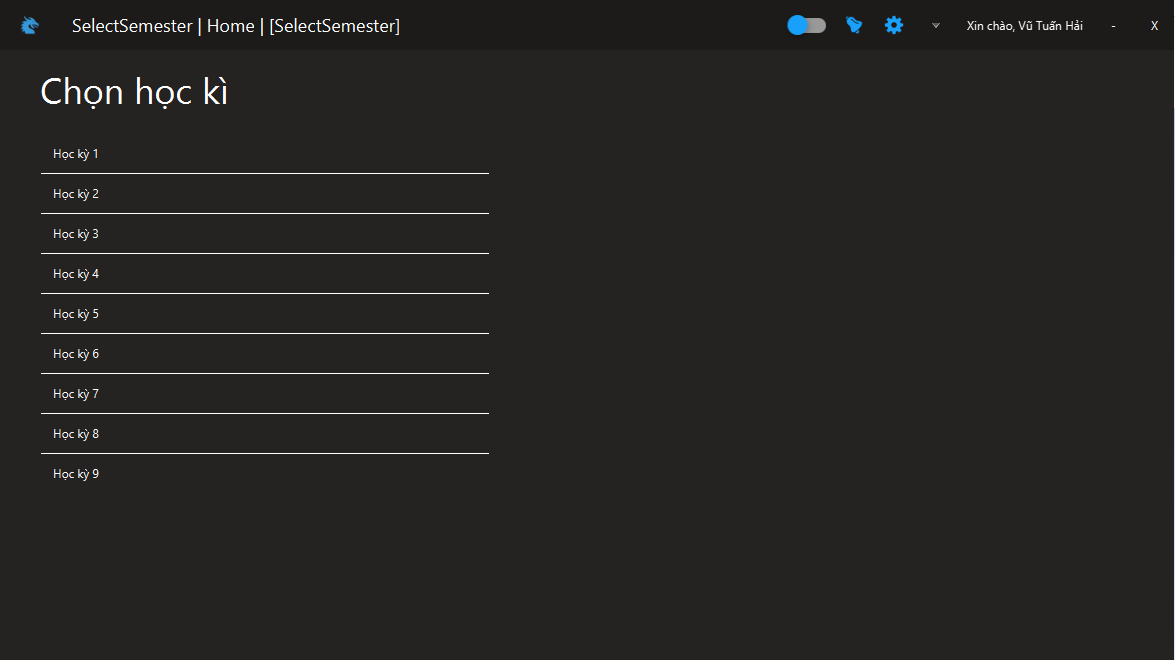 SelectSemester | Home | [SelectSemester]
Xin chào, Vũ Tuấn Hải
-
X
Chọn học kì
Học kỳ 1
Học kỳ 2
Học kỳ 3
Học kỳ 4
Học kỳ 5
Học kỳ 6
Học kỳ 7
Học kỳ 8
Học kỳ 9